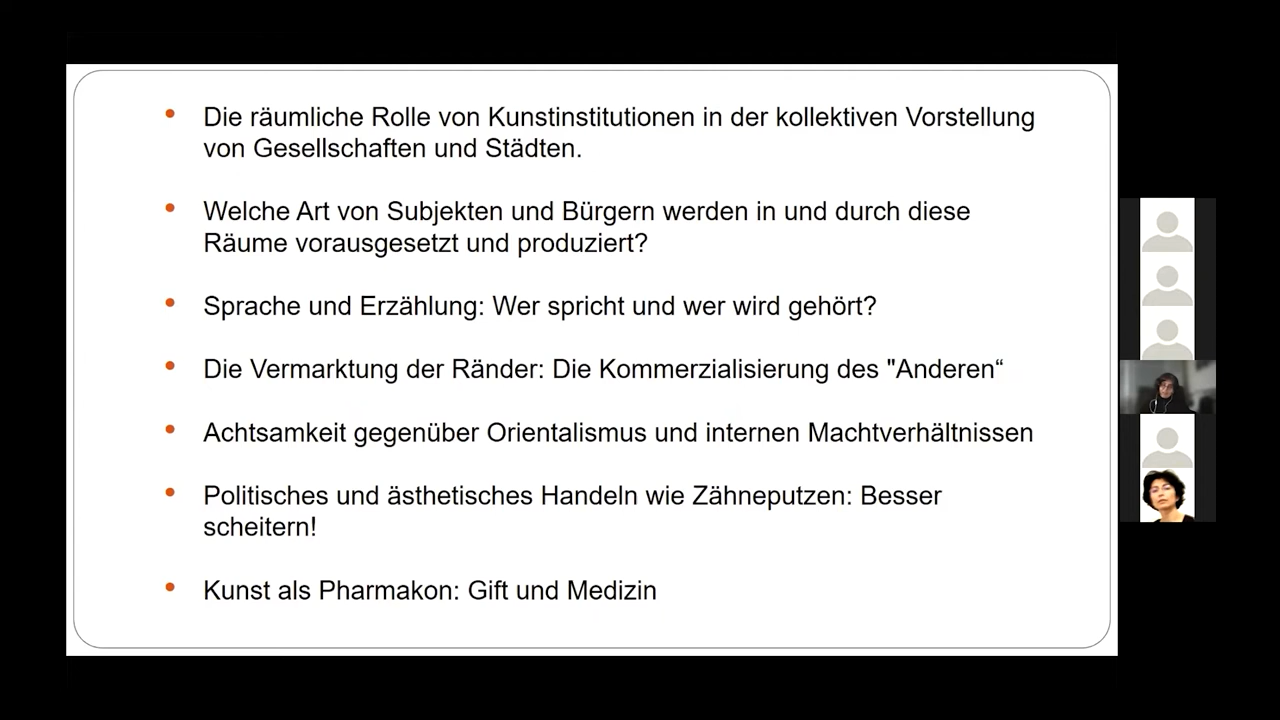 Die räumliche Rolle von Kunstinstitutionen in der kollektiven Vorstellung
von Gesellschaften und Städten.
Welche Art von Subjekten und Bürgern werden in und durch diese
Räume vorausgesetzt und produziert?
Sprache und Erzählung: Wer spricht und wer wird gehört?
Die Vermarktung der Ränder: Die Kommerzialisierung des "Anderen“
Achtsamkeit gegenüber Orientalismus und internen Machtverhältnissen
Politisches und ästhetisches Handeln wie Zähneputzen: Besser
scheitern!
Kunst als Pharmakon: Gift und Medizin